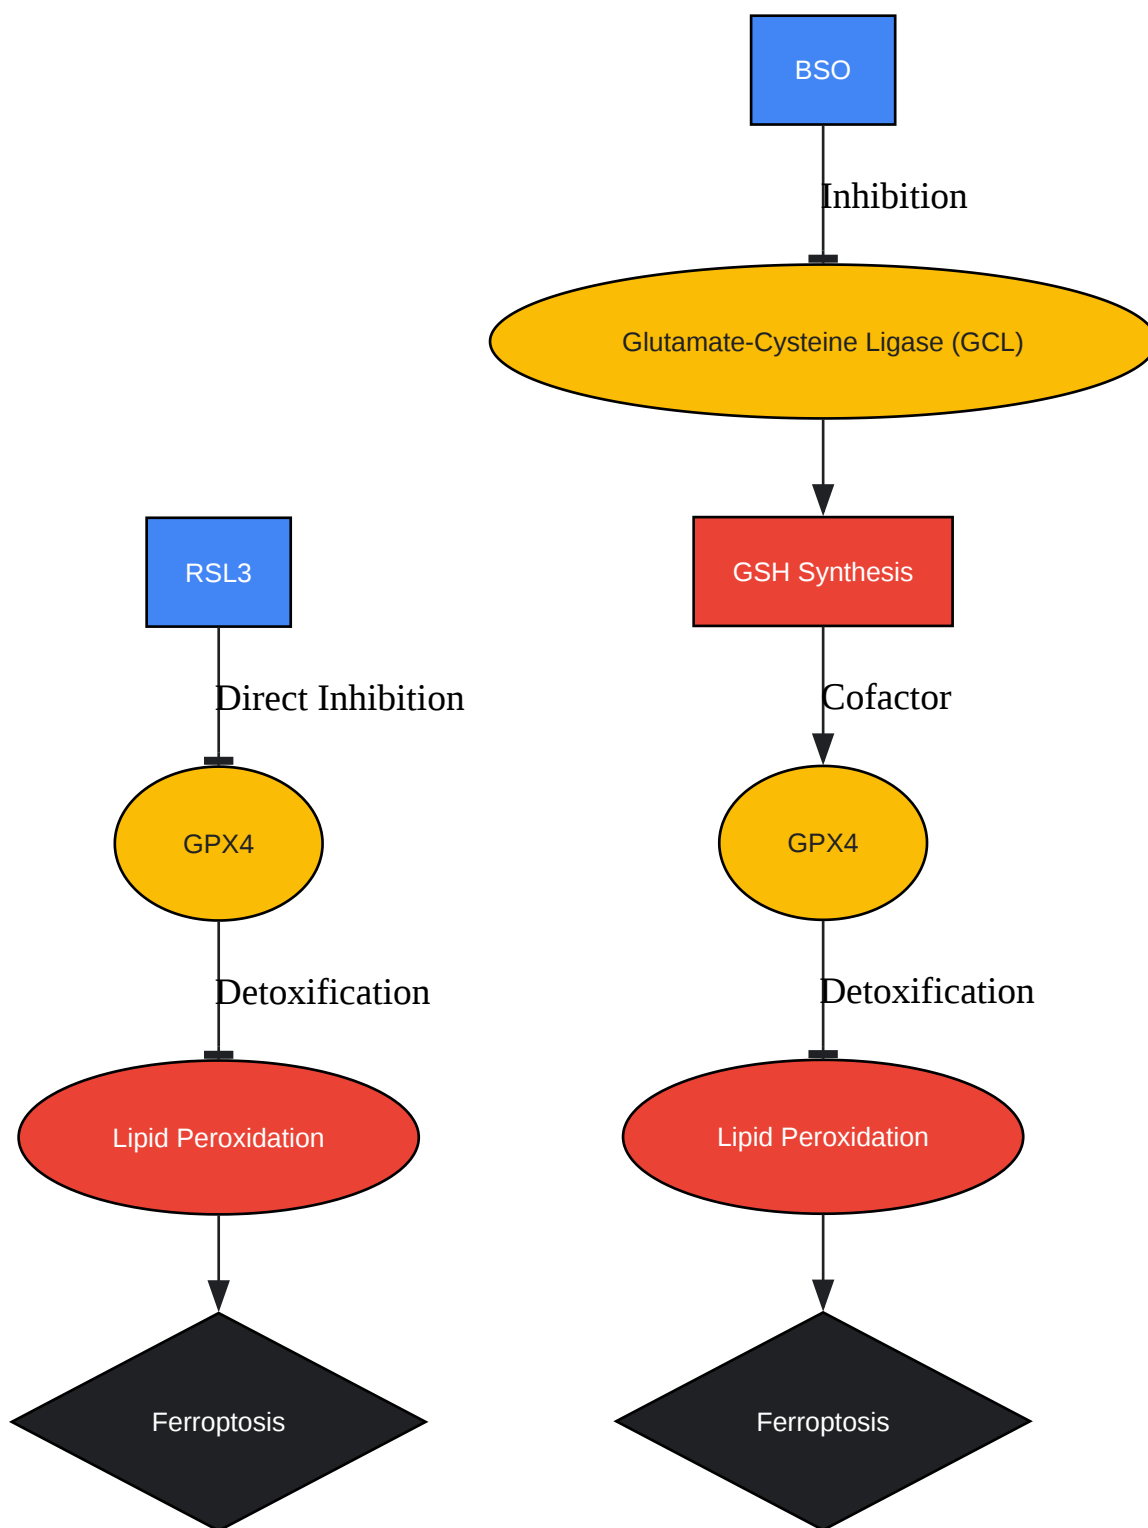 BSO
Inhibition
Glutamate-Cysteine Ligase (GCL)
RSL3
GSH Synthesis
Direct Inhibition
Cofactor
GPX4
GPX4
Detoxification
Detoxification
Lipid Peroxidation
Lipid Peroxidation
Ferroptosis
Ferroptosis